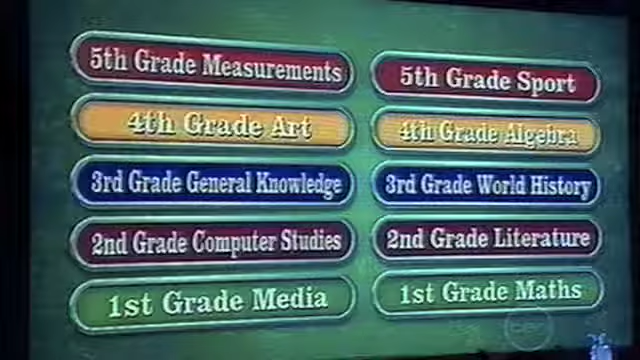 5th Grade Measurements
5th Grade Sport
4th Grade Art
4th Grade Algebra
3rd Grade General Knowledge
3rd Grade World History
2nd Grade Computer Studies
2nd Grade Literature
1st Grade Media
1st Grade Maths